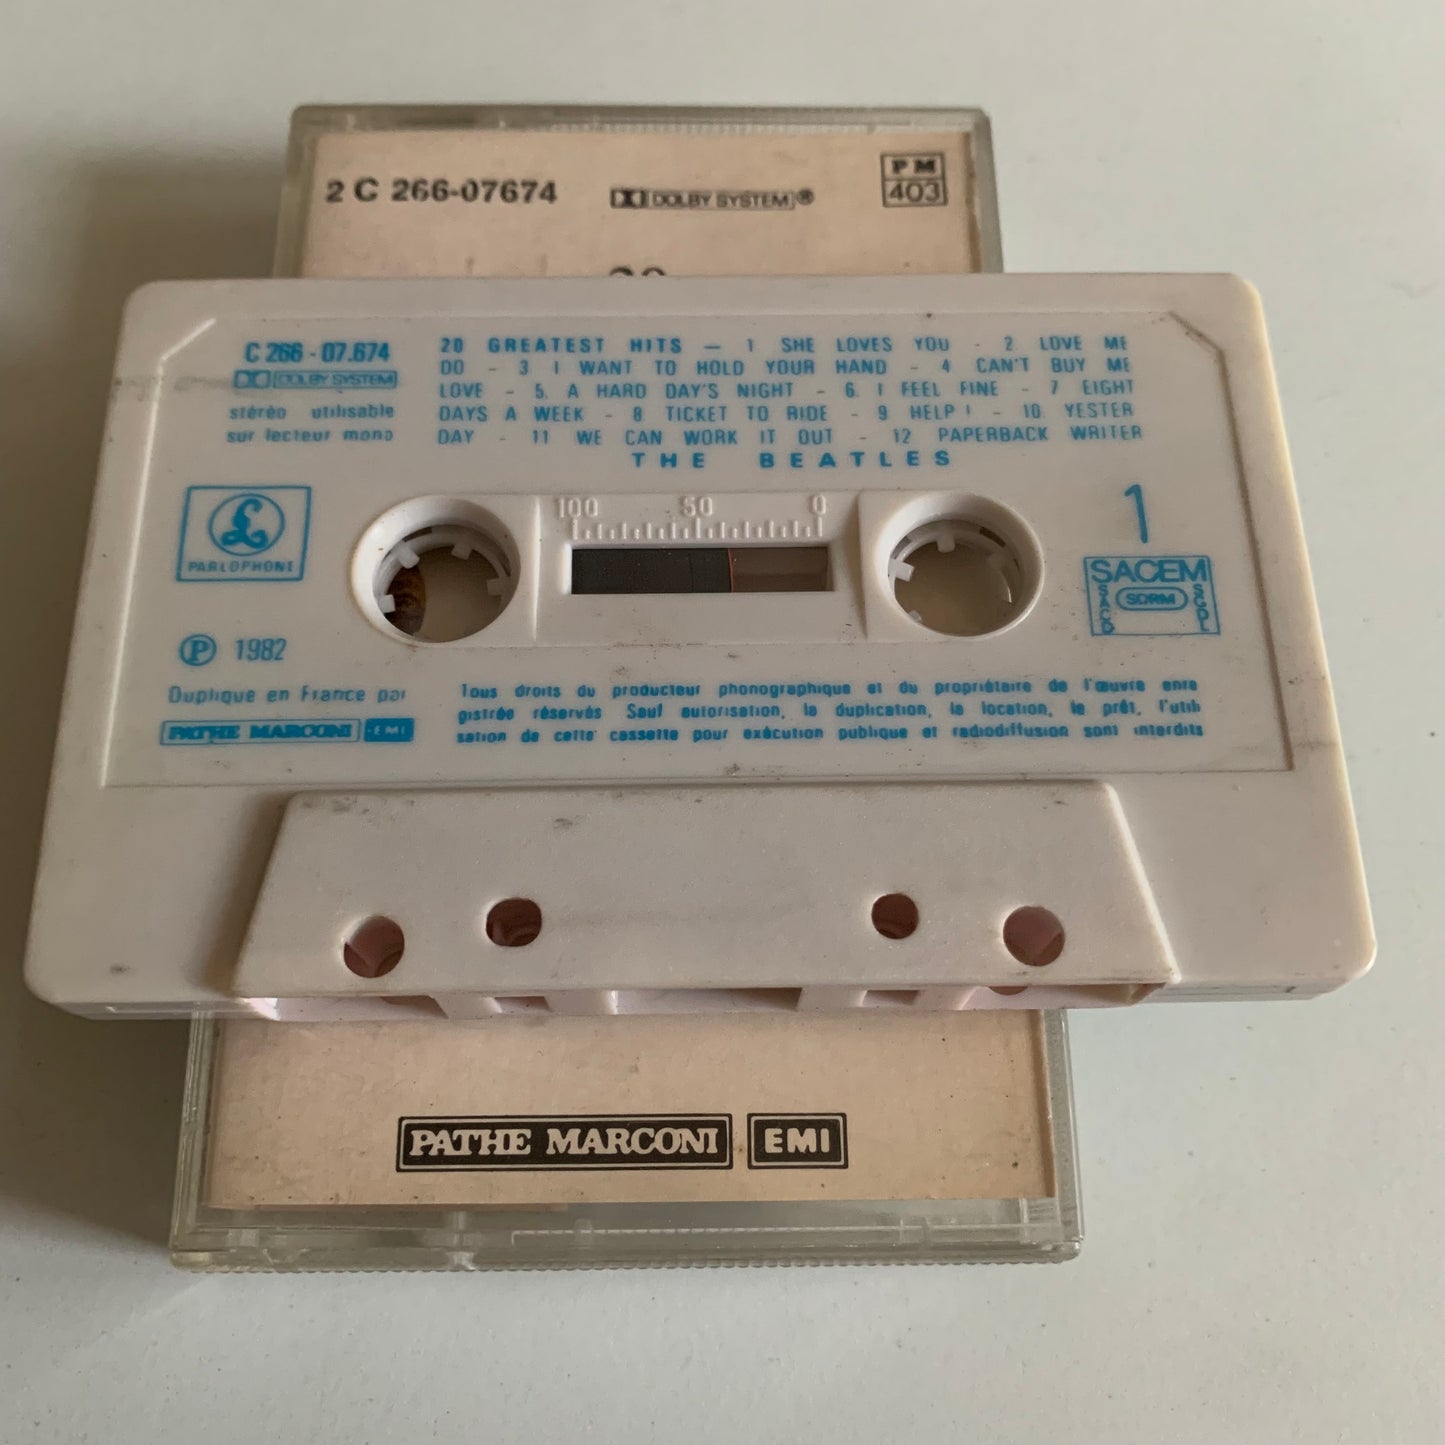 2 C 266-07674
DOLBY SYSTEM®
PM
403
20
C 266 - 07.674
DOLBY SYSTEM
stéréo utilisable
sur lecteur mono
20 GREATEST HITS — 1 SHE LOVES YOU - 2. LOVE ME
DO - 3 I WANT TO HOLD YOUR HAND - 4 CAN'T BUY ME
LOVE - 5. A HARD DAY'S NIGHT - 6. I FEEL FINE - 7 EIGHT
DAYS A WEEK - 8 TICKET TO RIDE - 9 HELP ! - 10 YESTER
DAY - 11 WE CAN WORK IT OUT - 12 PAPERBACK WRITER
THE BEATLES
£
PARLOPHONE
100 50 0
1
SACEM
SACD
SDRM
SGDL
℗ 1982
Duplique en France par
PATHE MARCONI EMI
Tous droits du producteur phonographique et du propriétaire de l'œuvre enre
gistrée réservés Sauf autorisation, la duplication, la location, le prêt, l'utili
sation de cette cassette pour exécution publique et radiodiffusion sont interdits
PATHE MARCONI EMI